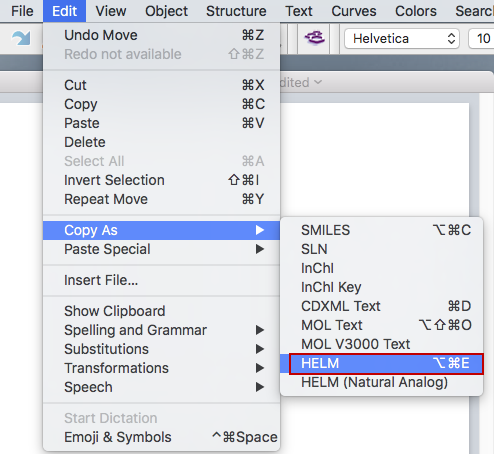 File Edit View Object Structure Text Curves Colors Searc
Helvetica 10
dited
Undo Move ⌘Z
Redo not available ⇧⌘Z
Cut ⌘X
Copy ⌘C
Paste ⌘V
Delete
Select All ⌘A
Invert Selection ⇧⌘I
Repeat Move ⌘Y
Copy As
Paste Special
Insert File...
Show Clipboard
Spelling and Grammar
Substitutions
Transformations
Speech
Start Dictation
Emoji & Symbols ^⌘Space
SMILES ⌥⌘C
SLN
InChI
InChI Key
CDXML Text ⌘D
MOL Text ⌥⇧⌘O
MOL V3000 Text
HELM ⌥⌘E
HELM (Natural Analog)